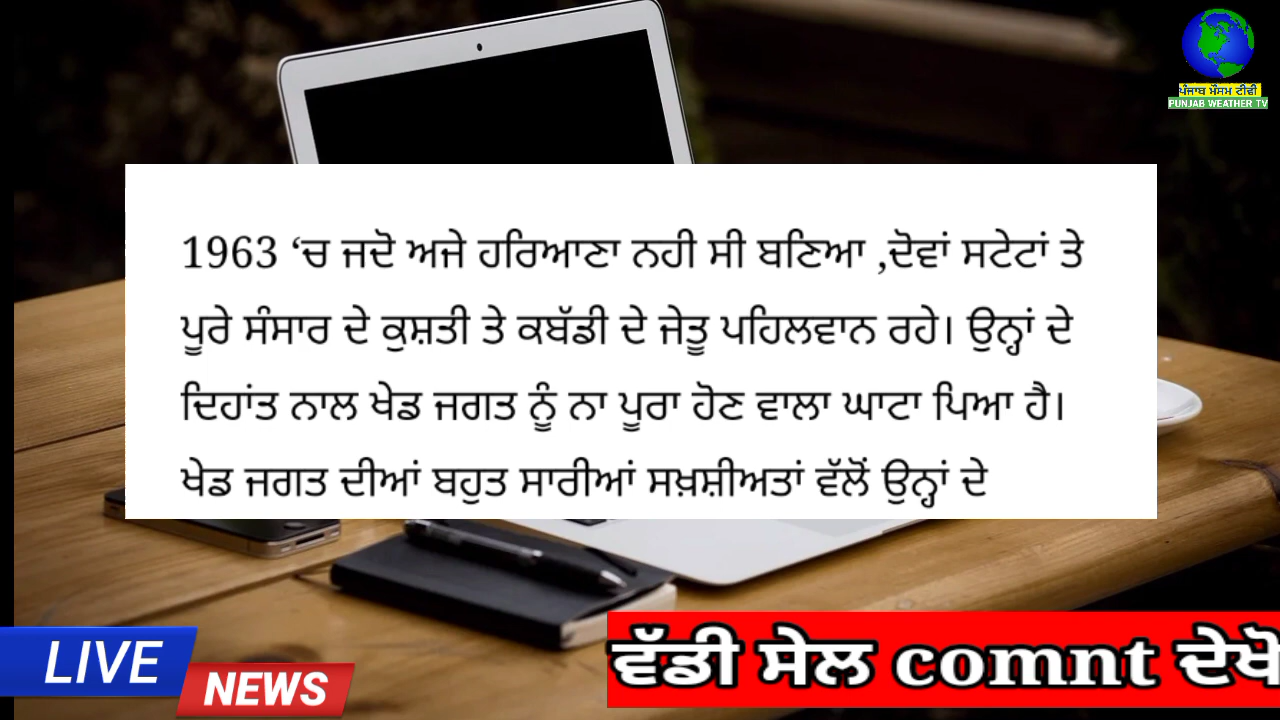 ਪੰਜਾਬ ਮੌਸਮ ਟੀਵੀ
PUNJAB WEATHER TV
1963 ‘ਚ ਜਦੋ ਅਜੇ ਹਰਿਆਣਾ ਨਹੀ ਸੀ ਬਣਿਆ ,ਦੋਵਾਂ ਸਟੇਟਾਂ ਤੇ
ਪੂਰੇ ਸੰਸਾਰ ਦੇ ਕੁਸ਼ਤੀ ਤੇ ਕਬੱਡੀ ਦੇ ਜੇਤੂ ਪਹਿਲਵਾਨ ਰਹੇ। ਉਨ੍ਹਾਂ ਦੇ
ਦਿਹਾਂਤ ਨਾਲ ਖੇਡ ਜਗਤ ਨੂੰ ਨਾ ਪੂਰਾ ਹੋਣ ਵਾਲਾ ਘਾਟਾ ਪਿਆ ਹੈ।
ਖੇਡ ਜਗਤ ਦੀਆਂ ਬਹੁਤ ਸਾਰੀਆਂ ਸਖ਼ਸ਼ੀਅਤਾਂ ਵੱਲੋਂ ਉਨ੍ਹਾਂ ਦੇ
ਵੱਡੀ ਸੇਲ comnt ਦੇਖੋ
LIVE
NEWS